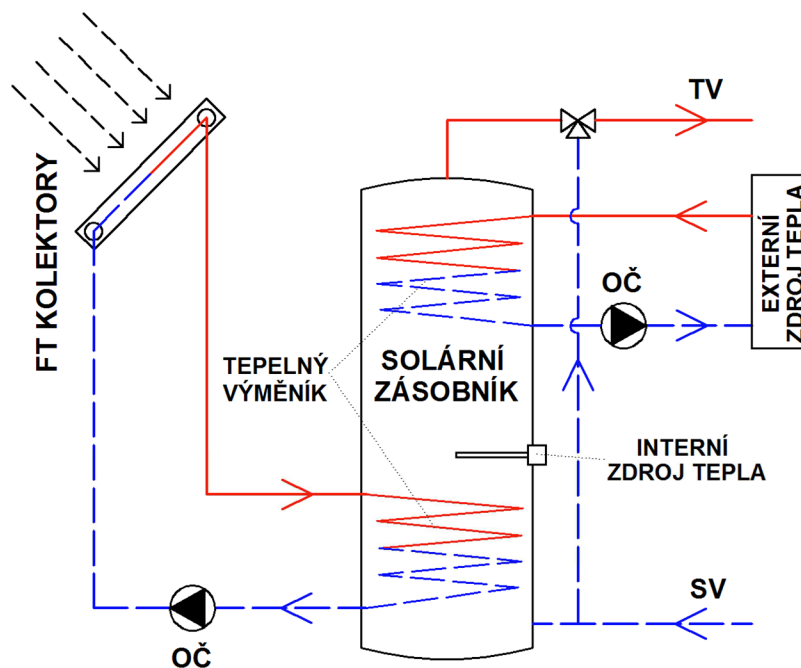 TV
FT KOLEKTORY
EXTERNÍ
ZDROJ TEPLA
OČ
TEPELNÝ
VÝMĚNÍK
SOLÁRNÍ
ZÁSOBNÍK
INTERNÍ
ZDROJ TEPLA
SV
OČ